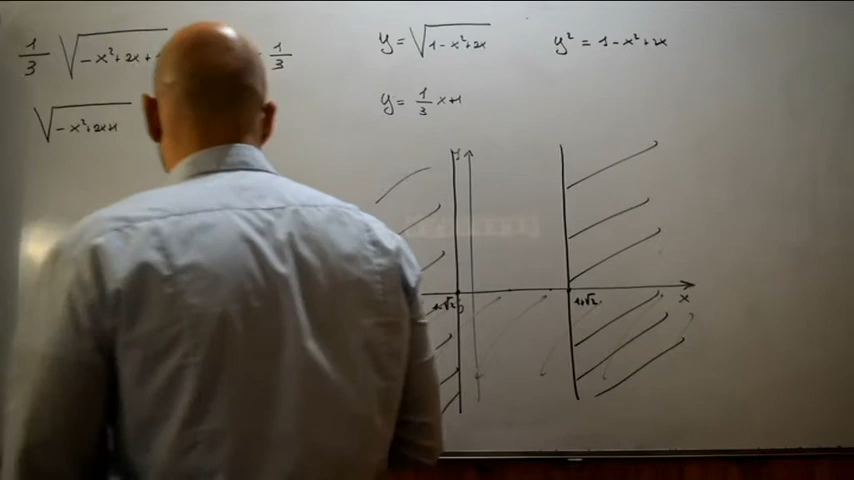 1/3 √-x²+2x+ 1/3
√-x²+2x+1
y = √1-x²+2x
y = 1/3 x+1
y² = 1-x²+2x
y
1-√2 0 1+√2 x